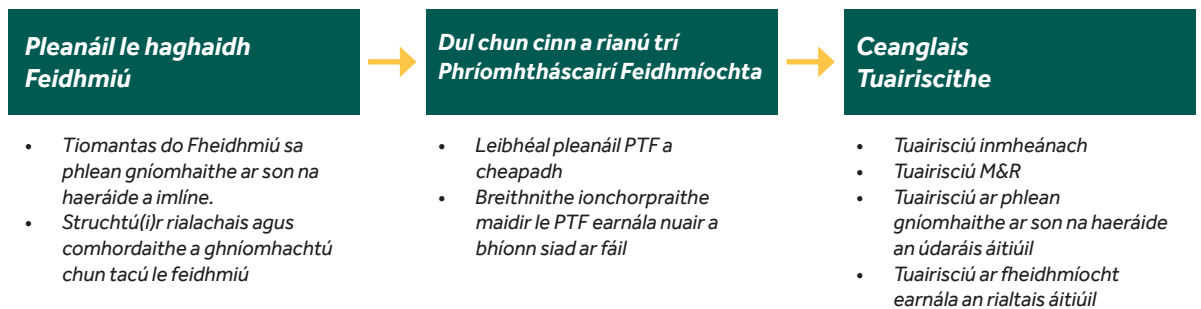 Pleanáil le haghaidh
Feidhmiú
• Tiomantas do Fheidhmiú sa
phlean gníomhaithe ar son na
haeráide a imlíne.
• Struchtú(i)r rialachais agus
comhordaithe a ghníomhachtú
chun tacú le feidhmiú
Dul chun cinn a rianú trí
Phríomhtháscairí Feidhmíochta
• Leibhéal pleanáil PTF a
cheapadh
• Breithnithe ionchorpraithe
maidir le PTF earnála nuair a
bhíonn siad ar fáil
Ceanglais
Tuairiscithe
• Tuairisciú inmheánach
• Tuairisciú M&R
• Tuairisciú ar phlean
gníomhaithe ar son na haeráide
an údaráis áitiúil
• Tuairisciú ar fheidhmíocht
earnála an rialtais áitiúil